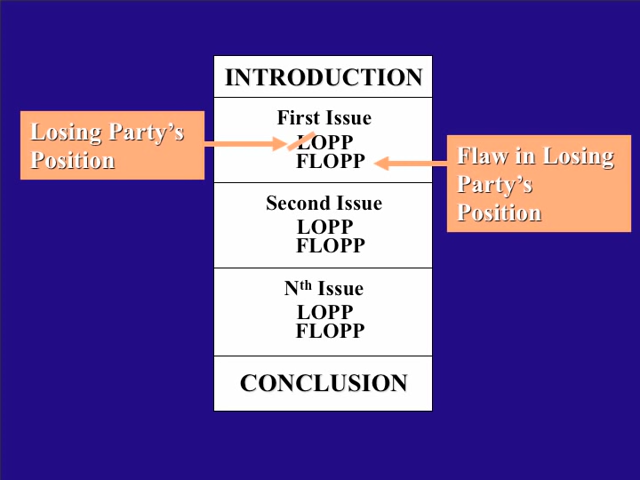 INTRODUCTION
First Issue
LOPP
FLOPP
Losing Party's
Position
Flaw in Losing
Party's
Position
Second Issue
LOPP
FLOPP
Nth Issue
LOPP
FLOPP
CONCLUSION